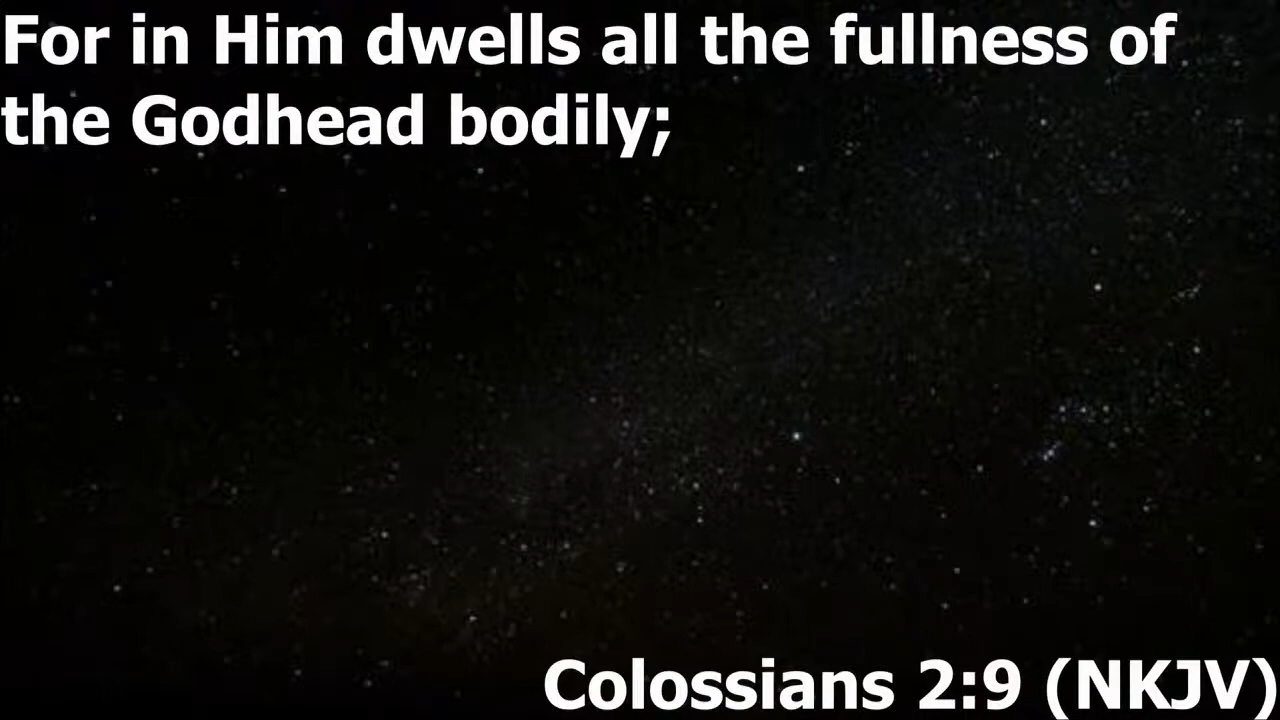 For in Him dwells all the fullness of
the Godhead bodily;
Colossians 2:9 (NKJV)